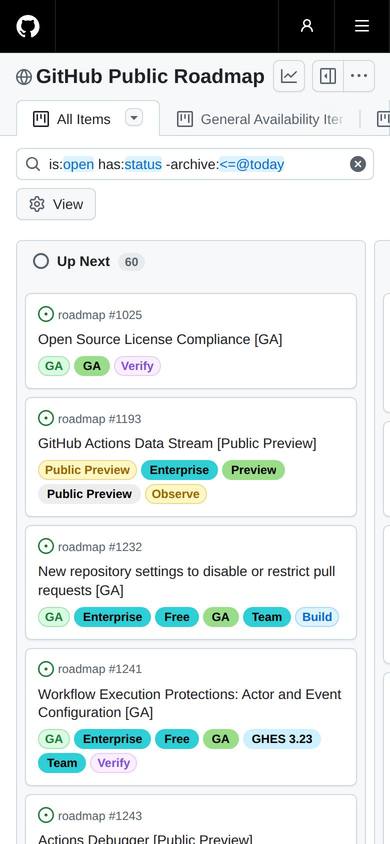 GitHub Public Roadmap
All Items
General Availability Iter
is:open has:status -archive:<=@today
View
Up Next 60
roadmap #1025
Open Source License Compliance [GA]
GA GA Verify
roadmap #1193
GitHub Actions Data Stream [Public Preview]
Public Preview Enterprise Preview
Public Preview Observe
roadmap #1232
New repository settings to disable or restrict pull
requests [GA]
GA Enterprise Free GA Team Build
roadmap #1241
Workflow Execution Protections: Actor and Event
Configuration [GA]
GA Enterprise Free GA GHES 3.23
Team Verify
roadmap #1243
Actions Debugger [Public Preview]